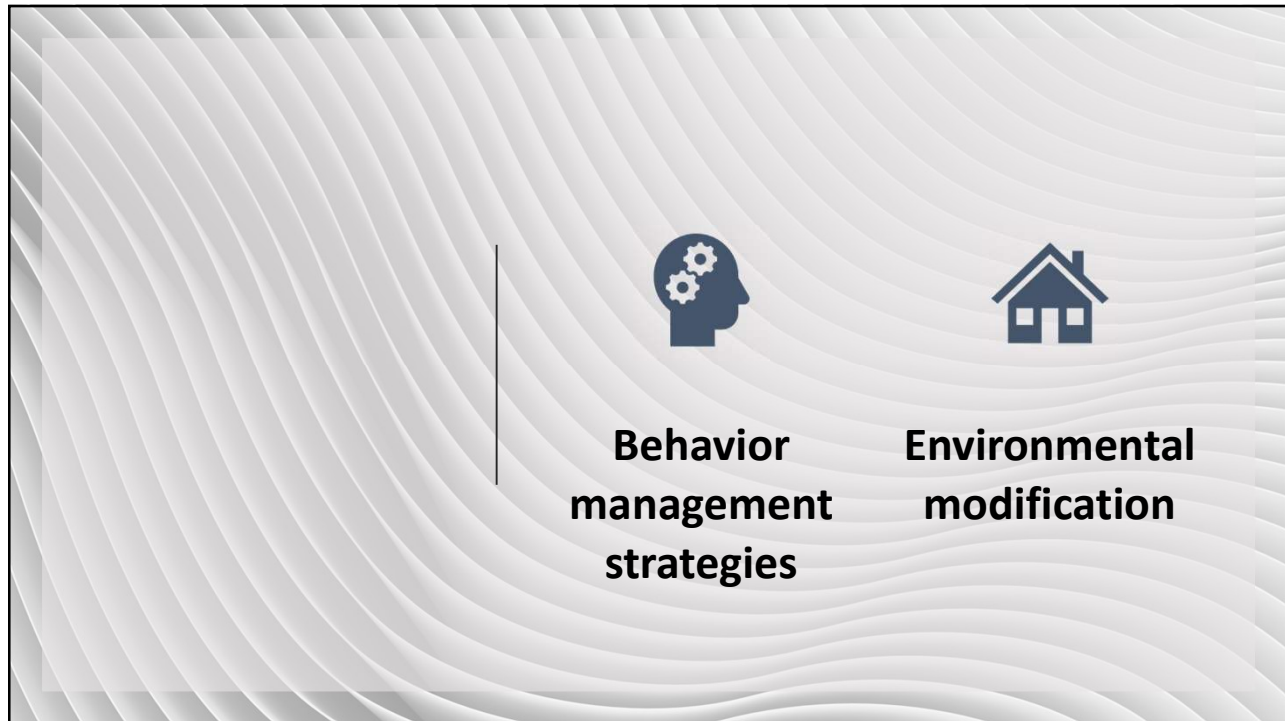 Behavior
management
strategies
Environmental
modification